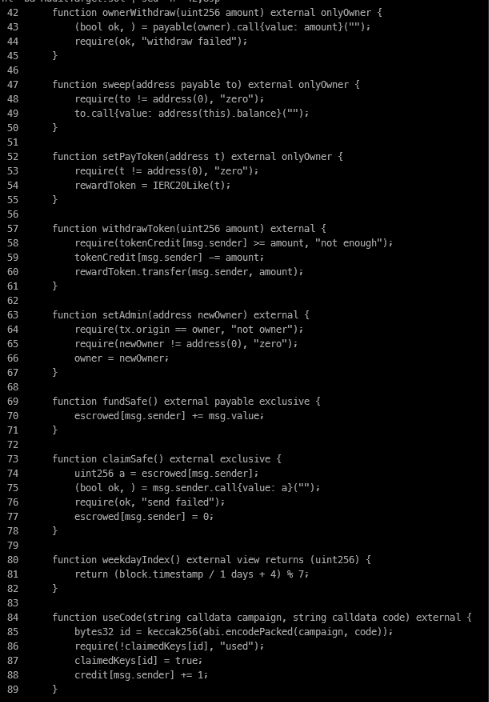 42 function ownerWithdraw(uint256 amount) external onlyOwner {
43 (bool ok, ) = payable(owner).call{value: amount}("");
44 require(ok, "withdraw failed");
45 }
46
47 function sweep(address payable to) external onlyOwner {
48 require(to != address(0), "zero");
49 to.call{value: address(this).balance}("");
50 }
51
52 function setPayToken(address t) external onlyOwner {
53 require(t != address(0), "zero");
54 rewardToken = IERC20Like(t);
55 }
56
57 function withdrawToken(uint256 amount) external {
58 require(tokenCredit[msg.sender] >= amount, "not enough");
59 tokenCredit[msg.sender] -= amount;
60 rewardToken.transfer(msg.sender, amount);
61 }
62
63 function setAdmin(address newOwner) external {
64 require(tx.origin == owner, "not owner");
65 require(newOwner != address(0), "zero");
66 owner = newOwner;
67 }
68
69 function fundSafe() external payable exclusive {
70 escrowed[msg.sender] += msg.value;
71 }
72
73 function claimSafe() external exclusive {
74 uint256 a = escrowed[msg.sender];
75 (bool ok, ) = msg.sender.call{value: a}("");
76 require(ok, "send failed");
77 escrowed[msg.sender] = 0;
78 }
79
80 function weekdayIndex() external view returns (uint256) {
81 return (block.timestamp / 1 days + 4) % 7;
82 }
83
84 function useCode(string calldata campaign, string calldata code) external {
85 bytes32 id = keccak256(abi.encodePacked(campaign, code));
86 require(!claimedKeys[id], "used");
87 claimedKeys[id] = true;
88 credit[msg.sender] += 1;
89 }